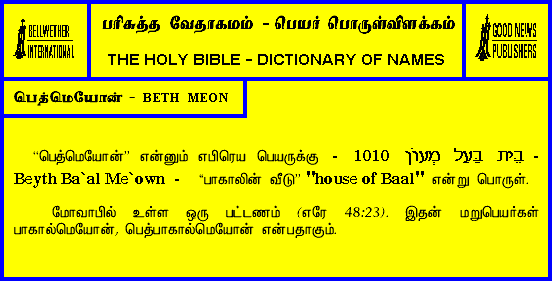 BELLWETHER
INTERNATIONAL
பரிசுத்த வேதாகமம் - பெயர் பொருள்விளக்கம்
THE HOLY BIBLE - DICTIONARY OF NAMES
GOOD NEWS
PUBLISHERS
பெத்மெயோன் - BETH MEON
“பெத்மெயோன்” என்னும் எபிரெய பெயருக்கு - 1010 בֵּית בַּעַל מְעוֹן -
Beyth Ba`al Me`own - “பாகாலின் வீடு” "house of Baal" என்று பொருள்.
மோவாபில் உள்ள ஒரு பட்டணம் (எரே 48:23). இதன் மறுபெயர்கள்
பாகால்மெயோன், பெத்பாகால்மெயோன் என்பதாகும்.